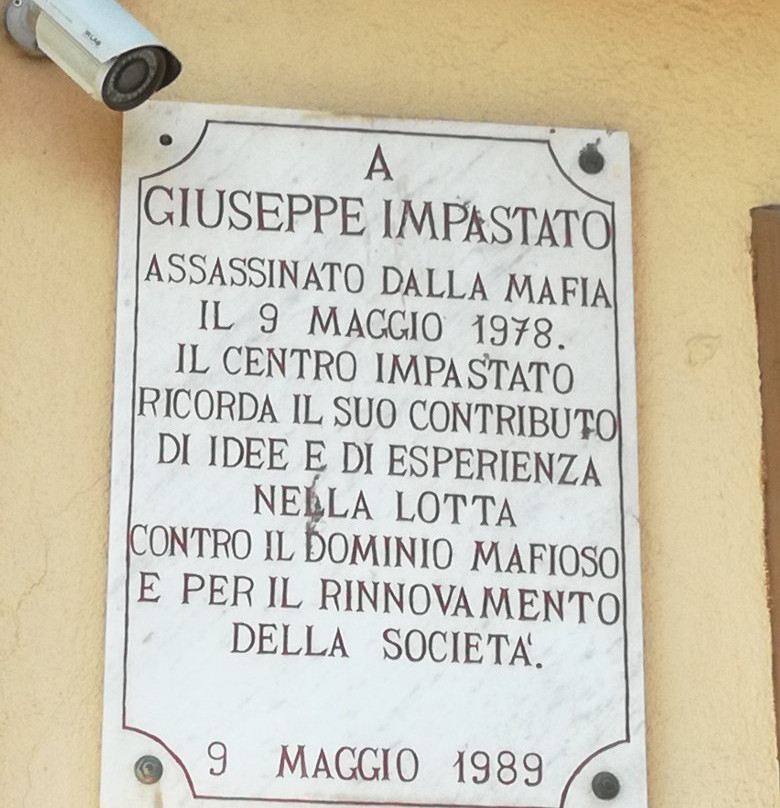 A
GIUSEPPE IMPASTATO
ASSASSINATO DALLA MAFIA
IL 9 MAGGIO 1978.
IL CENTRO IMPASTATO
RICORDA IL SUO CONTRIBUTO
DI IDEE E DI ESPERIENZA
NELLA LOTTA
CONTRO IL DOMINIO MAFIOSO
E PER IL RINNOVAMENTO
DELLA SOCIETA'.
9 MAGGIO 1989